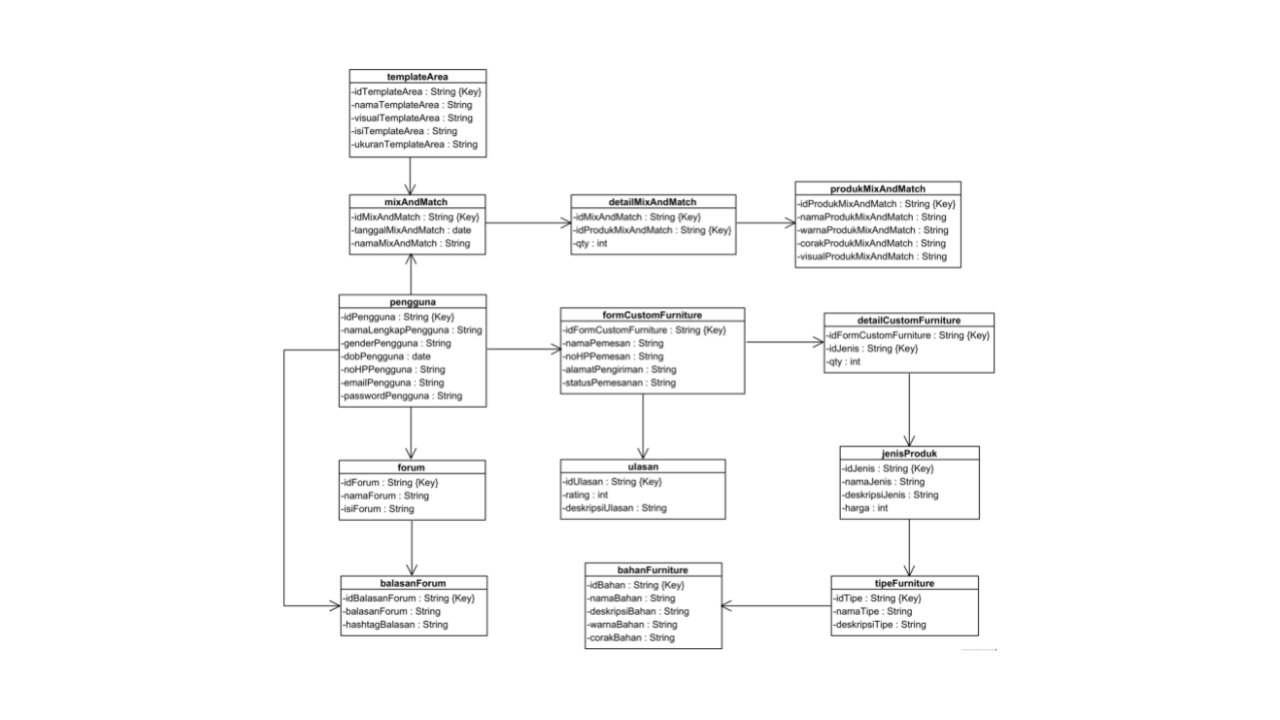 templateArea
-idTemplateArea : String {Key}
-namaTemplateArea : String
-visualTemplateArea : String
-isiTemplateArea : String
-ukuranTemplateArea : String
mixAndMatch
-idMixAndMatch : String {Key}
-tanggalMixAndMatch : date
-namaMixAndMatch : String
detailMixAndMatch
-idMixAndMatch : String {Key}
-idProdukMixAndMatch : String {Key}
-qty : int
produkMixAndMatch
-idProdukMixAndMatch : String {Key}
-namaProdukMixAndMatch : String
-warnaProdukMixAndMatch : String
-corakProdukMixAndMatch : String
-visualProdukMixAndMatch : String
pengguna
-idPengguna : String {Key}
-namaLengkapPengguna : String
-genderPengguna : String
-dobPengguna : date
-noHPPengguna : String
-emailPengguna : String
-passwordPengguna : String
formCustomFurniture
-idFormCustomFurniture : String {Key}
-namaPemesan : String
-noHPPemesan : String
-alamatPengiriman : String
-statusPemesanan : String
detailCustomFurniture
-idFormCustomFurniture : String {Key}
-idJenis : String {Key}
-qty : int
forum
-idForum : String {Key}
-namaForum : String
-isiForum : String
ulasan
-idUlasan : String {Key}
-rating : int
-deskripsiUlasan : String
jenisProduk
-idJenis : String {Key}
-namaJenis : String
-deskripsiJenis : String
-harga : int
balasanForum
-idBalasanForum : String {Key}
-balasanForum : String
-hashtagBalasan : String
bahanFurniture
-idBahan : String {Key}
-namaBahan : String
-deskripsiBahan : String
-warnaBahan : String
-corakBahan : String
tipeFurniture
-idTipe : String {Key}
-namaTipe : String
-deskripsiTipe : String